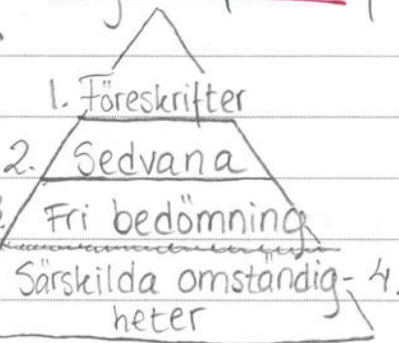 1. Föreskrifter
2. Sedvana
Fri bedömning
Särskilda omständig- 4.
heter